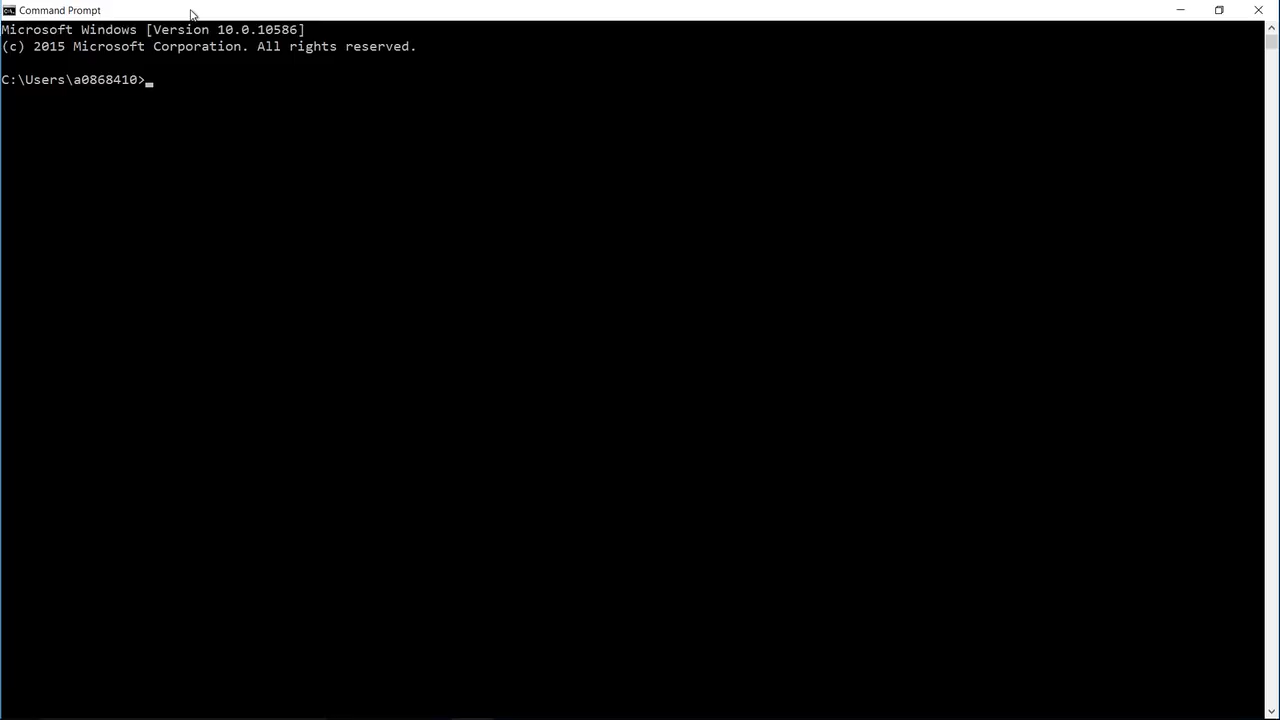 Command Prompt
Microsoft Windows [Version 10.0.10586]
(c) 2015 Microsoft Corporation. All rights reserved.
C:\Users\a0868410>